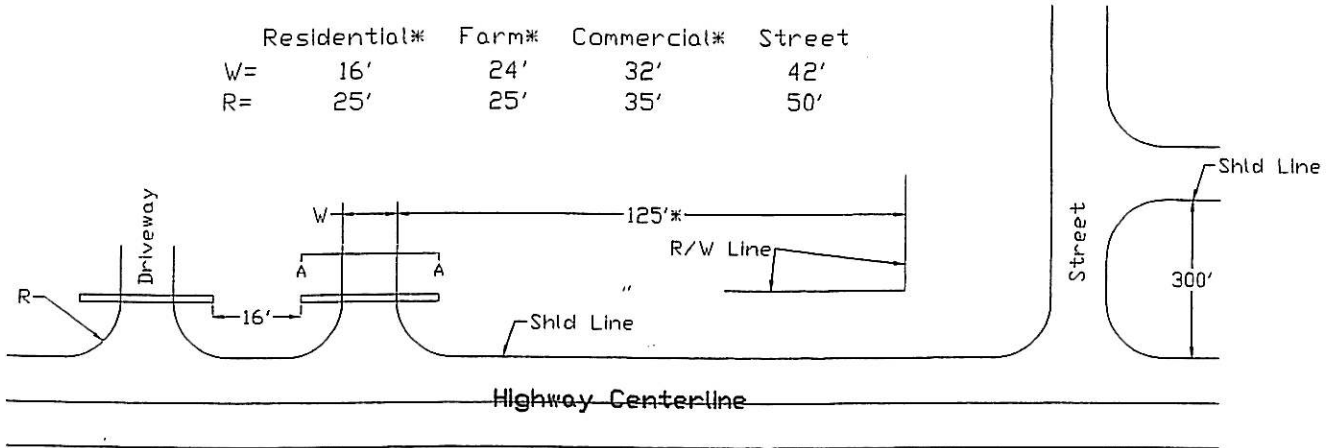 Residential* Farm* Commercial* Street
W= 16' 24' 32' 42'
R= 25' 25' 35' 50'
Shld Line
Driveway
W
125'*
R/W Line
Street
A A
300'
R
16'
"
Shld Line
Highway Centerline